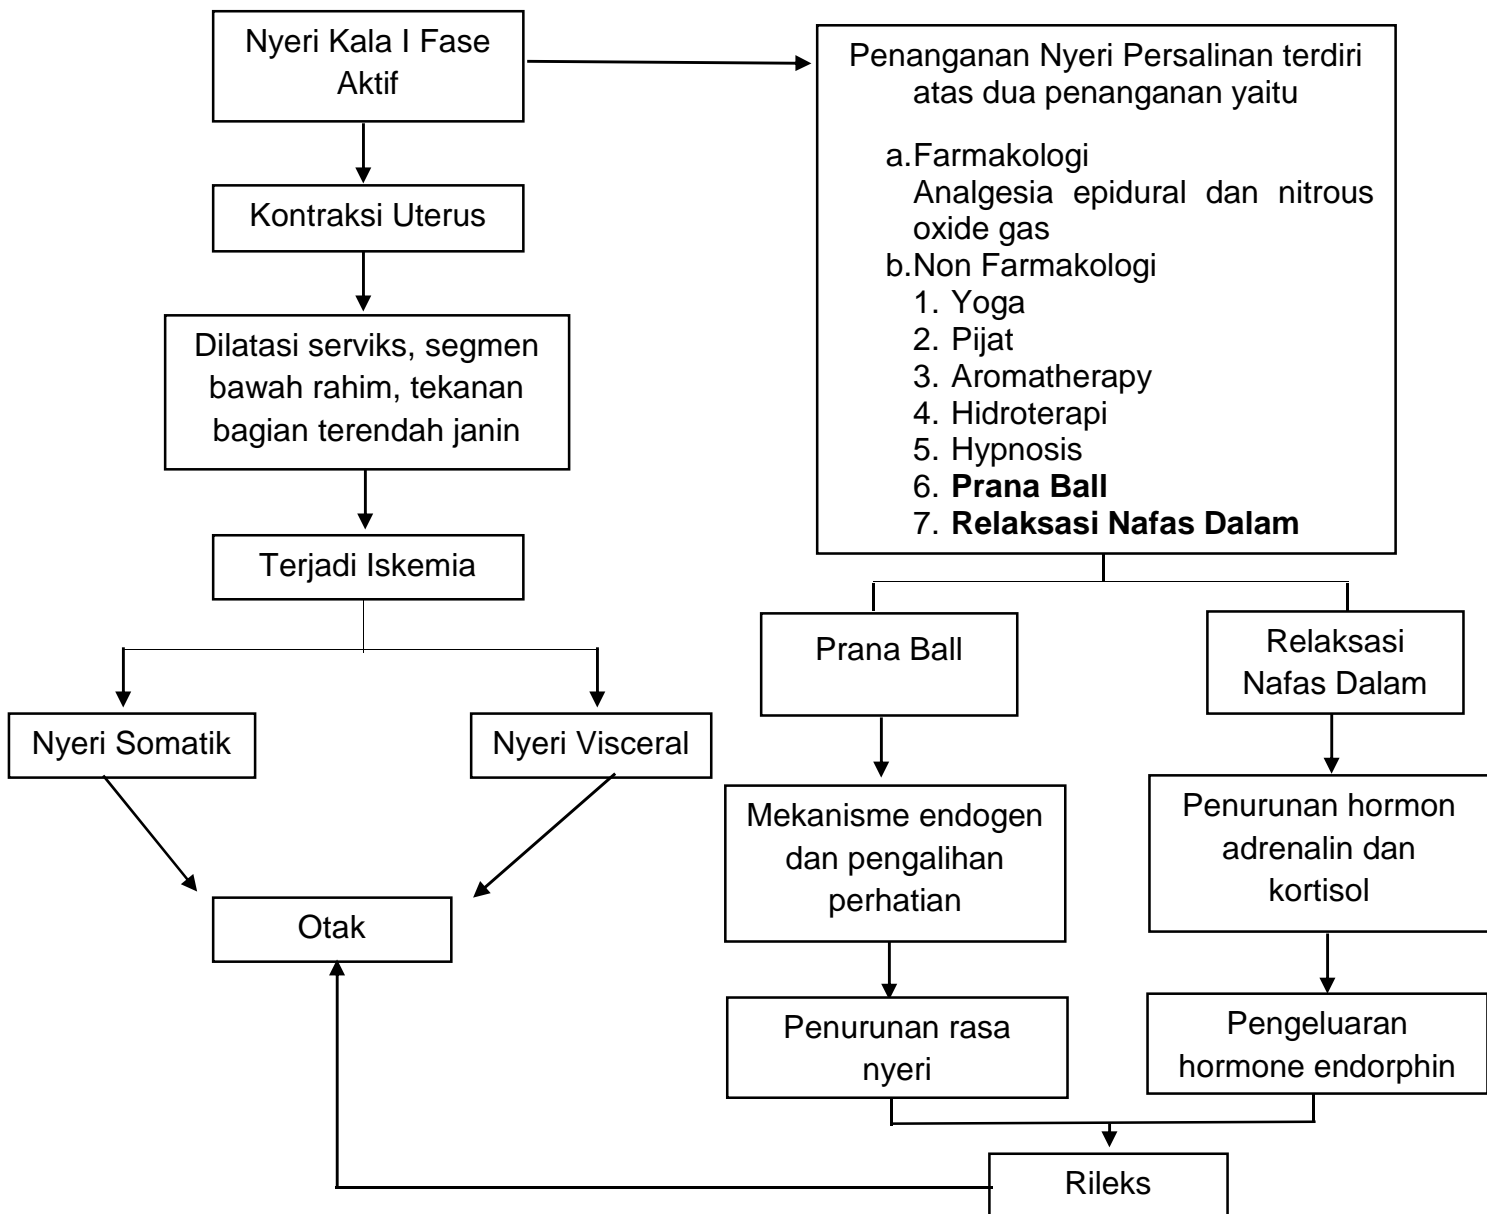 Nyeri Kala I Fase
Aktif
Kontraksi Uterus
Dilatasi serviks, segmen
bawah rahim, tekanan
bagian terendah janin
Terjadi Iskemia
Nyeri Somatik
Nyeri Visceral
Otak
Penanganan Nyeri Persalinan terdiri
atas dua penanganan yaitu
a.Farmakologi
Analgesia epidural dan nitrous
oxide gas
b.Non Farmakologi
1. Yoga
2. Pijat
3. Aromatherapy
4. Hidroterapi
5. Hypnosis
6. Prana Ball
7. Relaksasi Nafas Dalam
Prana Ball
Mekanisme endogen
dan pengalihan
perhatian
Penurunan rasa
nyeri
Relaksasi
Nafas Dalam
Penurunan hormon
adrenalin dan
kortisol
Pengeluaran
hormone endorphin
Rileks